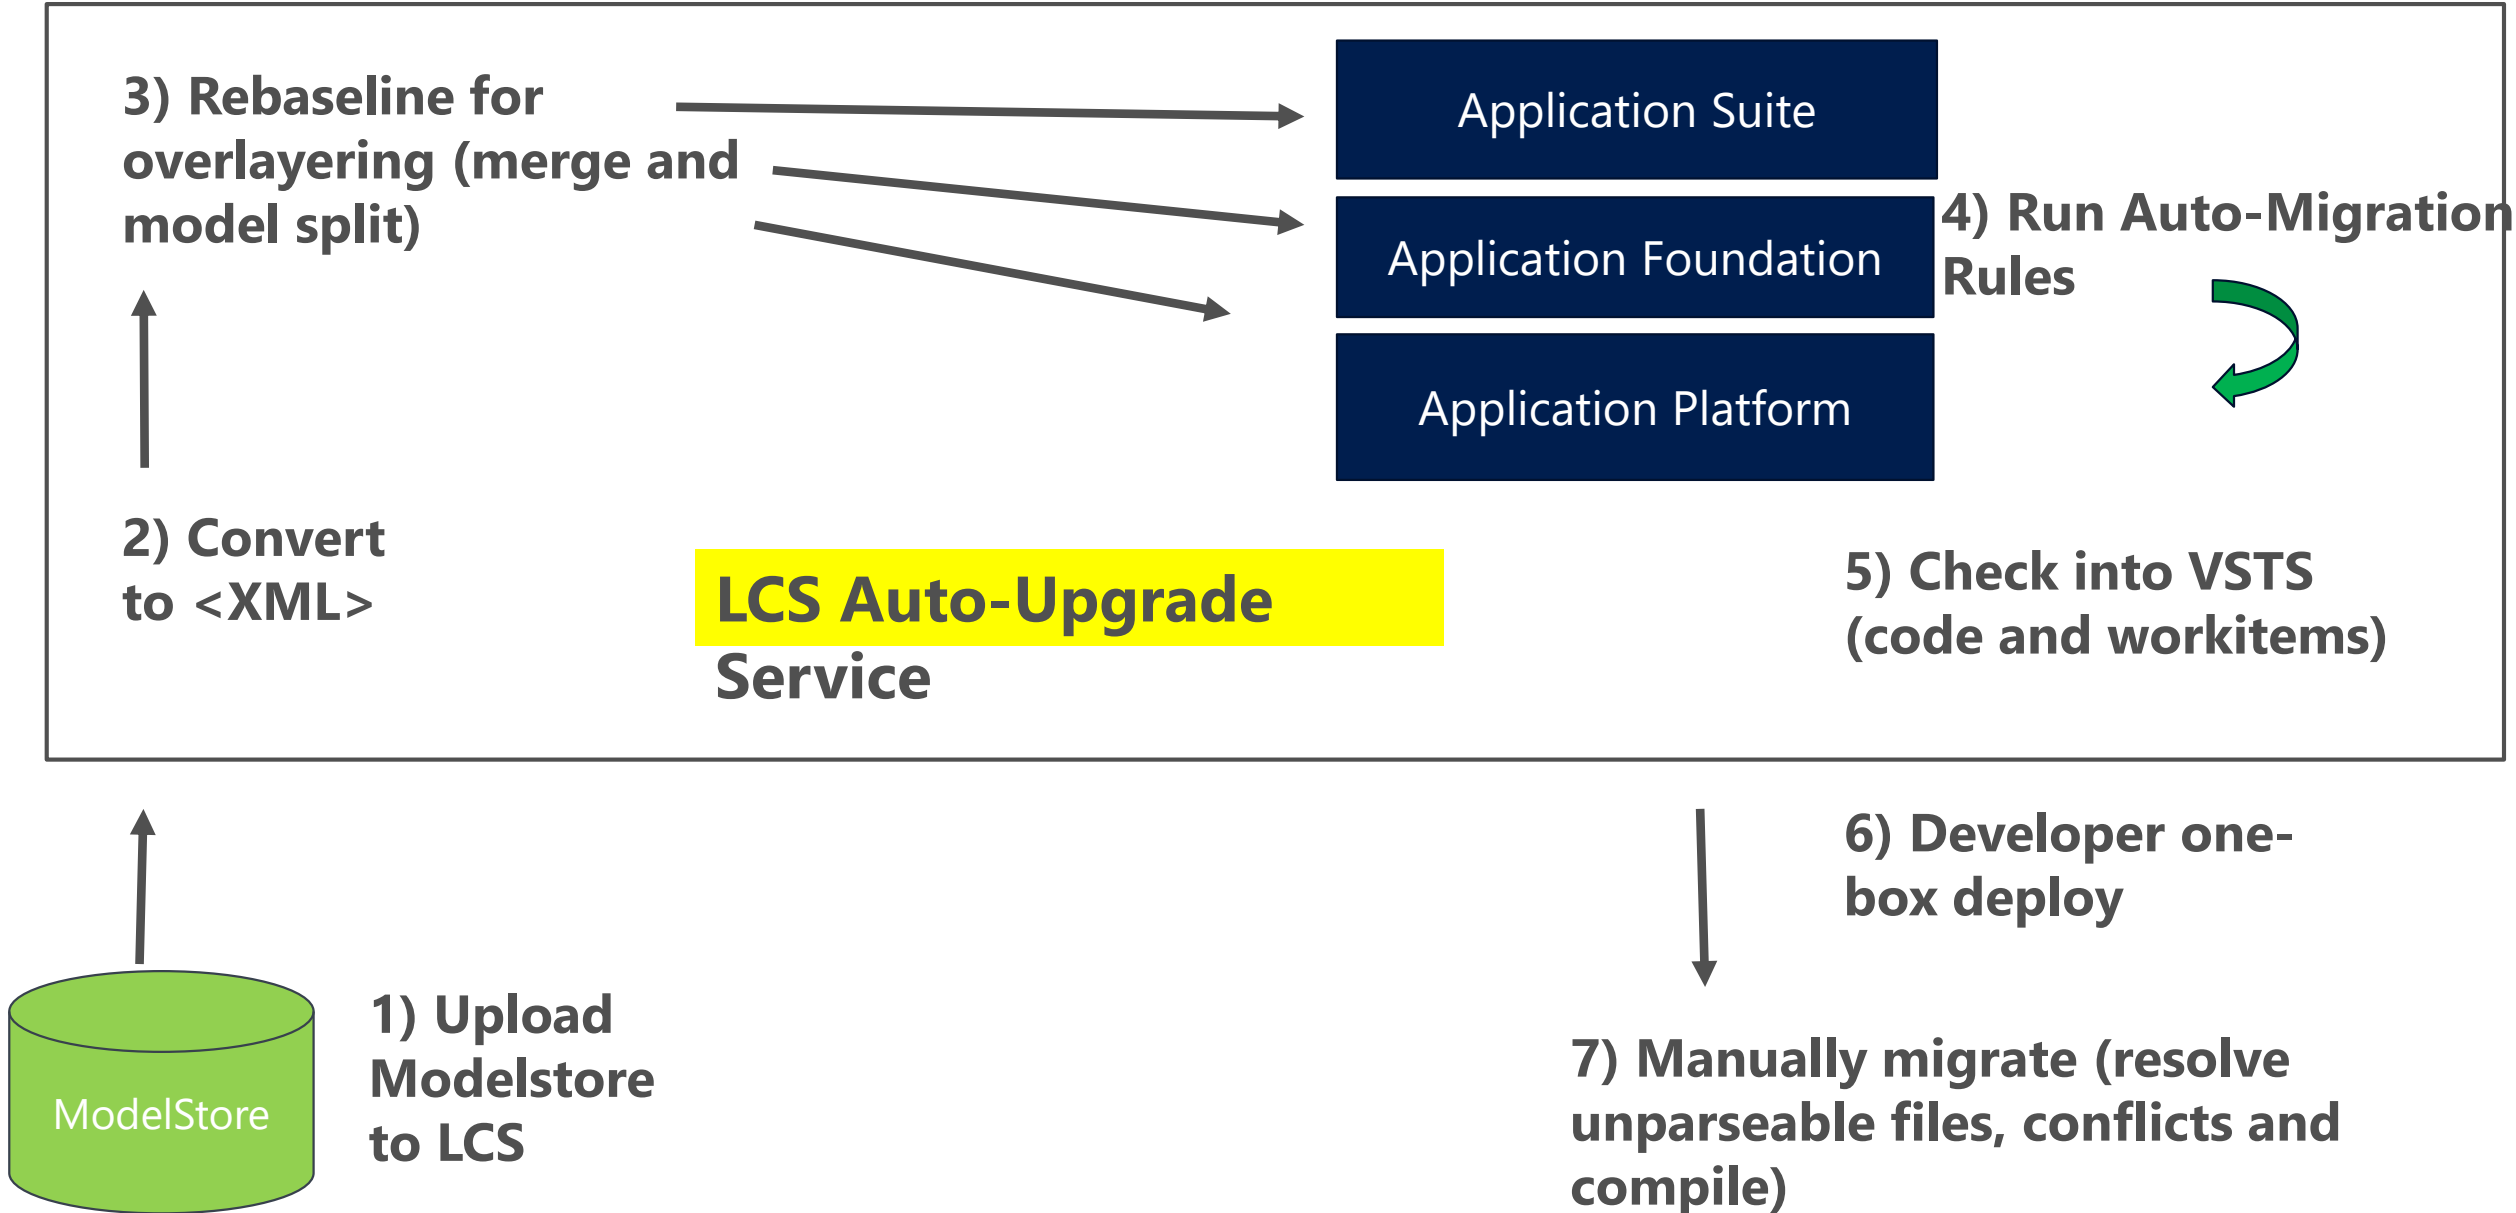 3) Rebaseline for
overlayering (merge and
model split)
Application Suite
Application Foundation
Application Platform
4) Run Auto-Migration
Rules
2) Convert
to <XML>
LCS Auto-Upgrade
Service
5) Check into VSTS
(code and workitems)
6) Developer one-
box deploy
ModelStore
1) Upload
Modelstore
to LCS
7) Manually migrate (resolve
unparseable files, conflicts and
compile)